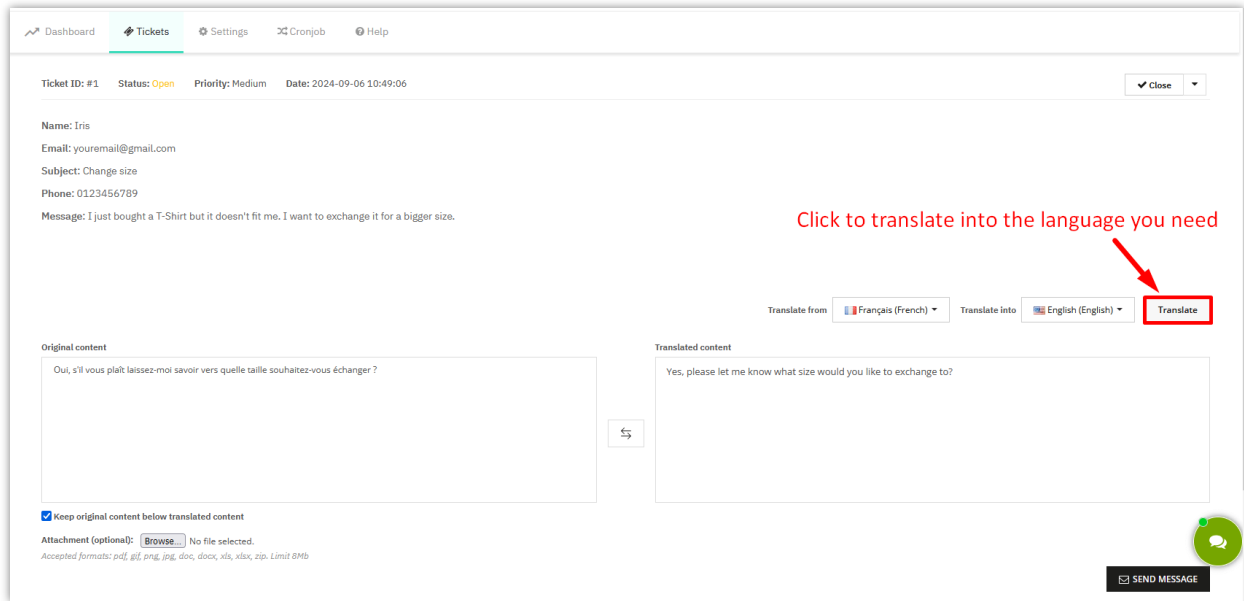 Dashboard Tickets Settings Cronjob Help
Ticket ID: #1 Status: Open Priority: Medium Date: 2024-09-06 10:49:06 Close
Name: Iris
Email: youremail@gmail.com
Subject: Change size
Phone: 0123456789
Message: I just bought a T-Shirt but it doesn't fit me. I want to exchange it for a bigger size.
Click to translate into the language you need
Translate from Français (French) Translate into English (English) Translate
Original content Translated content
Oui, s'il vous plaît laissez-moi savoir vers quelle taille souhaitez-vous échanger ? Yes, please let me know what size would you like to exchange to?
Keep original content below translated content
Attachment (optional): Browse... No file selected.
Accepted formats: pdf, gif, png, jpg, doc, docx, xls, xlsx, zip. Limit 8Mb
SEND MESSAGE